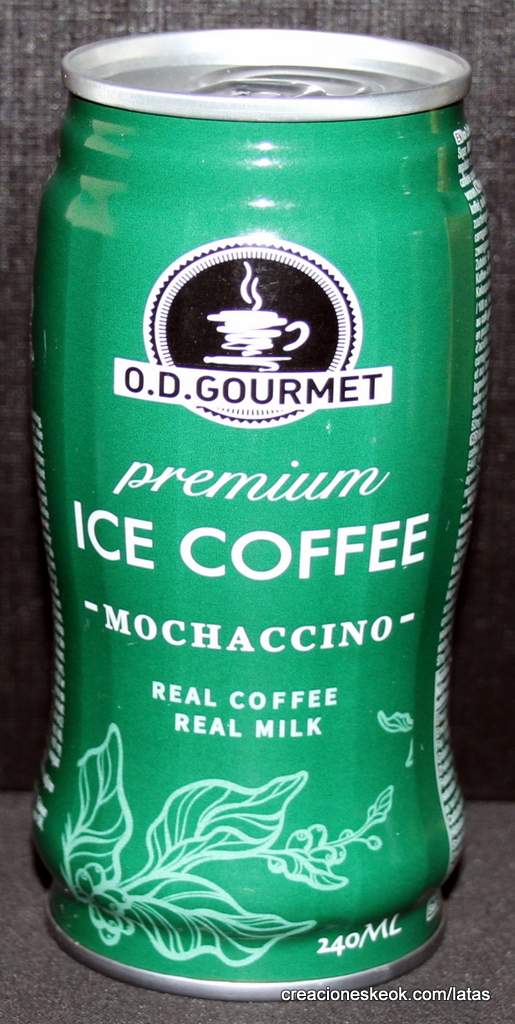 O.D.GOURMET
premium
ICE COFFEE
-MOCHACCINO-
REAL COFFEE
REAL MILK
240ML
creacioneskeok.com/latas